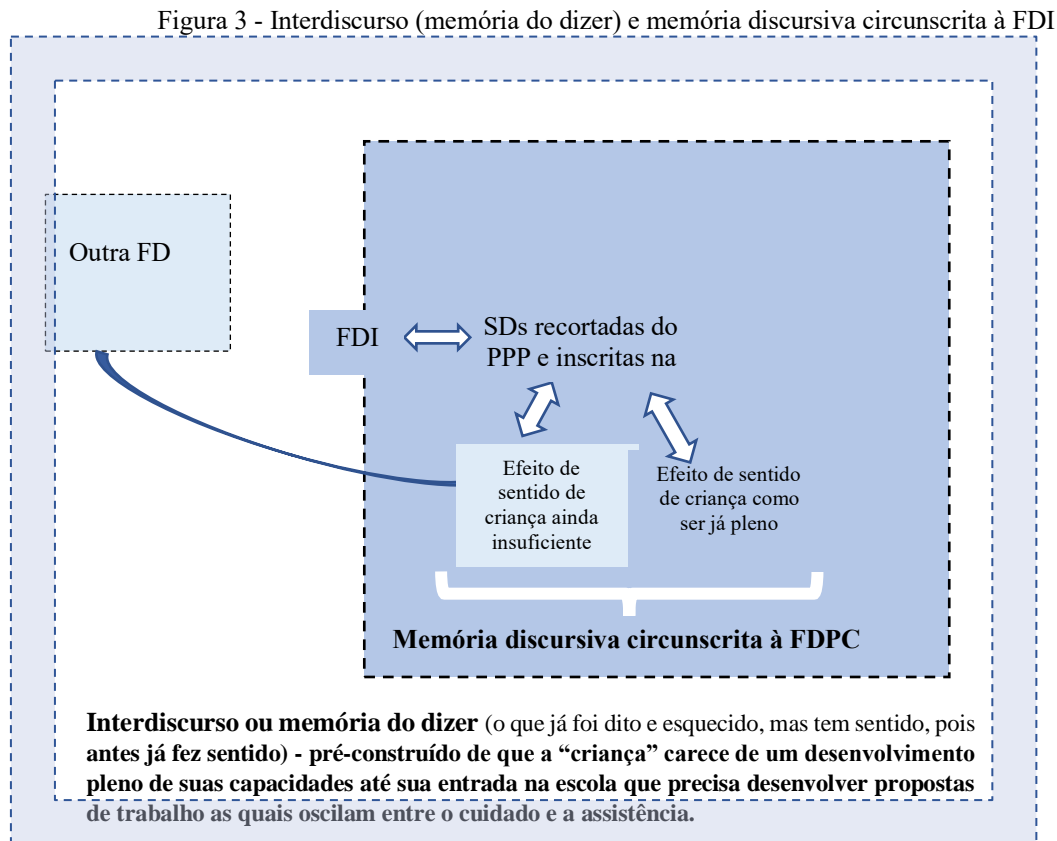 Figura 3 - Interdiscurso (memória do dizer) e memória discursiva circunscrita à FDI
Outra FD
FDI
SDs recortadas do
PPP e inscritas na
Efeito de
sentido de
criança ainda
insuficiente
Efeito de sentido
de criança como
ser já pleno
Memória discursiva circunscrita à FDPC
Interdiscurso ou memória do dizer (o que já foi dito e esquecido, mas tem sentido, pois
antes já fez sentido) - pré-construído de que a “criança” carece de um desenvolvimento
pleno de suas capacidades até sua entrada na escola que precisa desenvolver propostas
de trabalho as quais oscilam entre o cuidado e a assistência.